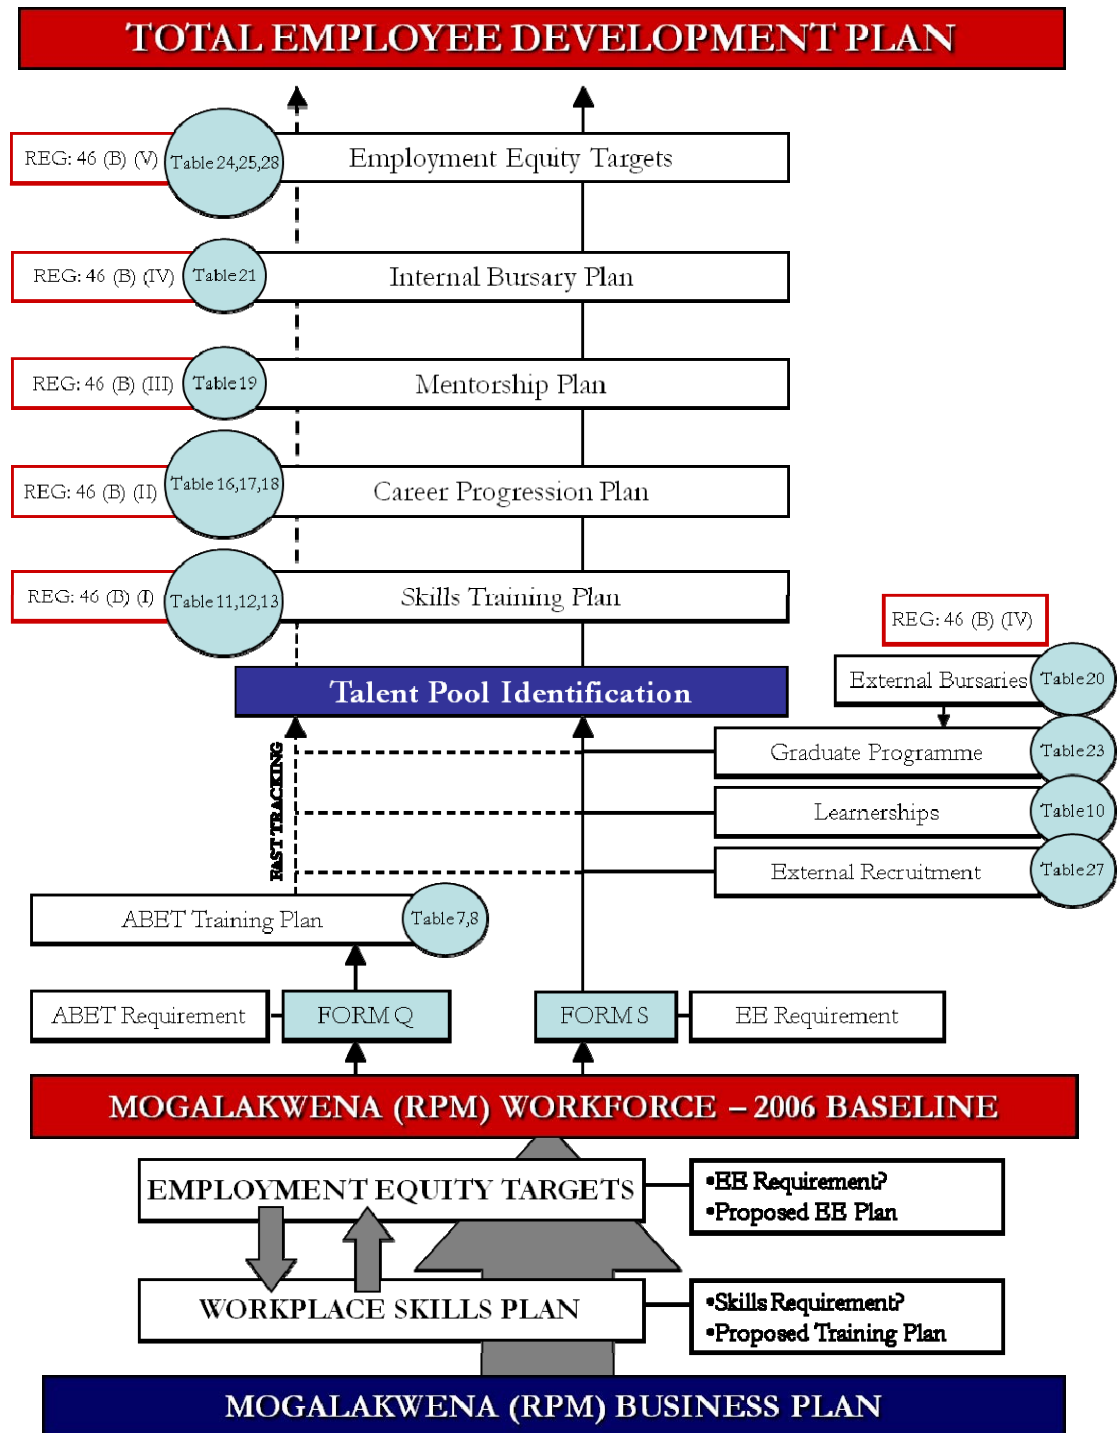 TOTAL EMPLOYEE DEVELOPMENT PLAN
REG: 46 (B) (V)
Table 24,25,28
Employment Equity Targets
REG: 46 (B) (IV)
Table 21
Internal Bursary Plan
REG: 46 (B) (III)
Table 19
Mentorship Plan
REG: 46 (B) (II)
Table 16,17,18
Career Progression Plan
REG: 46 (B) (I)
Table 11,12,13
Skills Training Plan
REG: 46 (B) (IV)
External Bursaries
Table 20
Talent Pool Identification
Graduate Programme
Table 23
FAST TRACKING
Learnerships
Table 10
External Recruitment
Table 27
ABET Training Plan
Table 7,8
ABET Requirement
FORM Q
FORM S
EE Requirement
MOGALAKWENA (RPM) WORKFORCE – 2006 BASELINE
EMPLOYMENT EQUITY TARGETS
•EE Requirement?
•Proposed EE Plan
WORKPLACE SKILLS PLAN
•Skills Requirement?
•Proposed Training Plan
MOGALAKWENA (RPM) BUSINESS PLAN